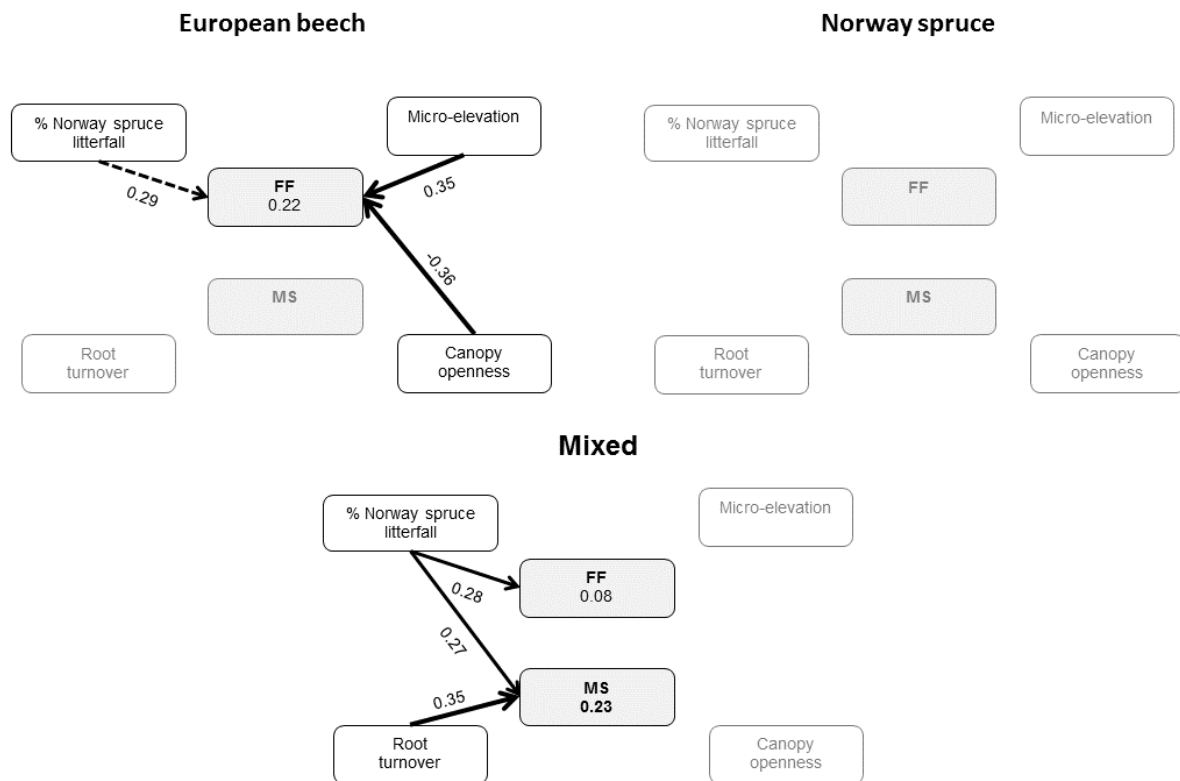 European beech
% Norway spruce
litterfall
Micro-elevation
0.29
FF
0.22
0.35
-0.36
MS
Root
turnover
Canopy
openness
Norway spruce
% Norway spruce
litterfall
Micro-elevation
FF
MS
Root
turnover
Canopy
openness
Mixed
% Norway spruce
litterfall
Micro-elevation
FF
0.08
0.28
0.27
MS
0.23
0.35
Root
turnover
Canopy
openness